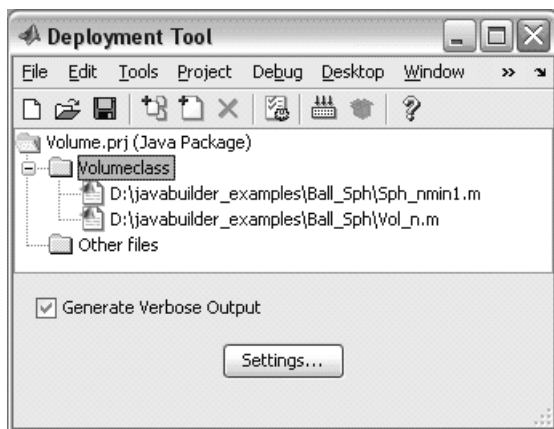 Deployment Tool
File Edit Tools Project Debug Desktop Window »
Volume.prj (Java Package)
Volumeclass
D:\javabuilder_examples\Ball_Sph\Sph_nmin1.m
D:\javabuilder_examples\Ball_Sph\Vol_n.m
Other files
Generate Verbose Output
Settings...